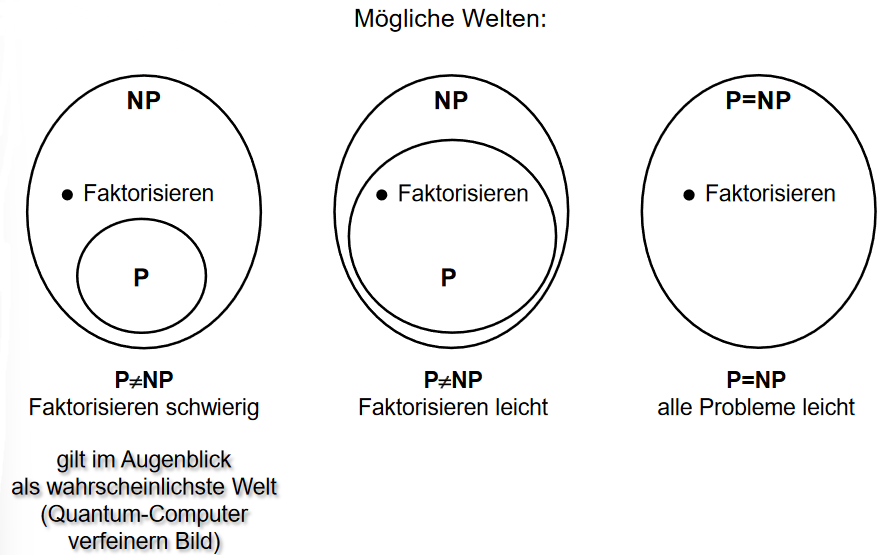 Mögliche Welten:
NP
● Faktorisieren
P
P≠NP
Faktorisieren schwierig
gilt im Augenblick
als wahrscheinlichste Welt
(Quantum-Computer
verfeinern Bild)
NP
● Faktorisieren
P
P≠NP
Faktorisieren leicht
P=NP
● Faktorisieren
P=NP
alle Probleme leicht